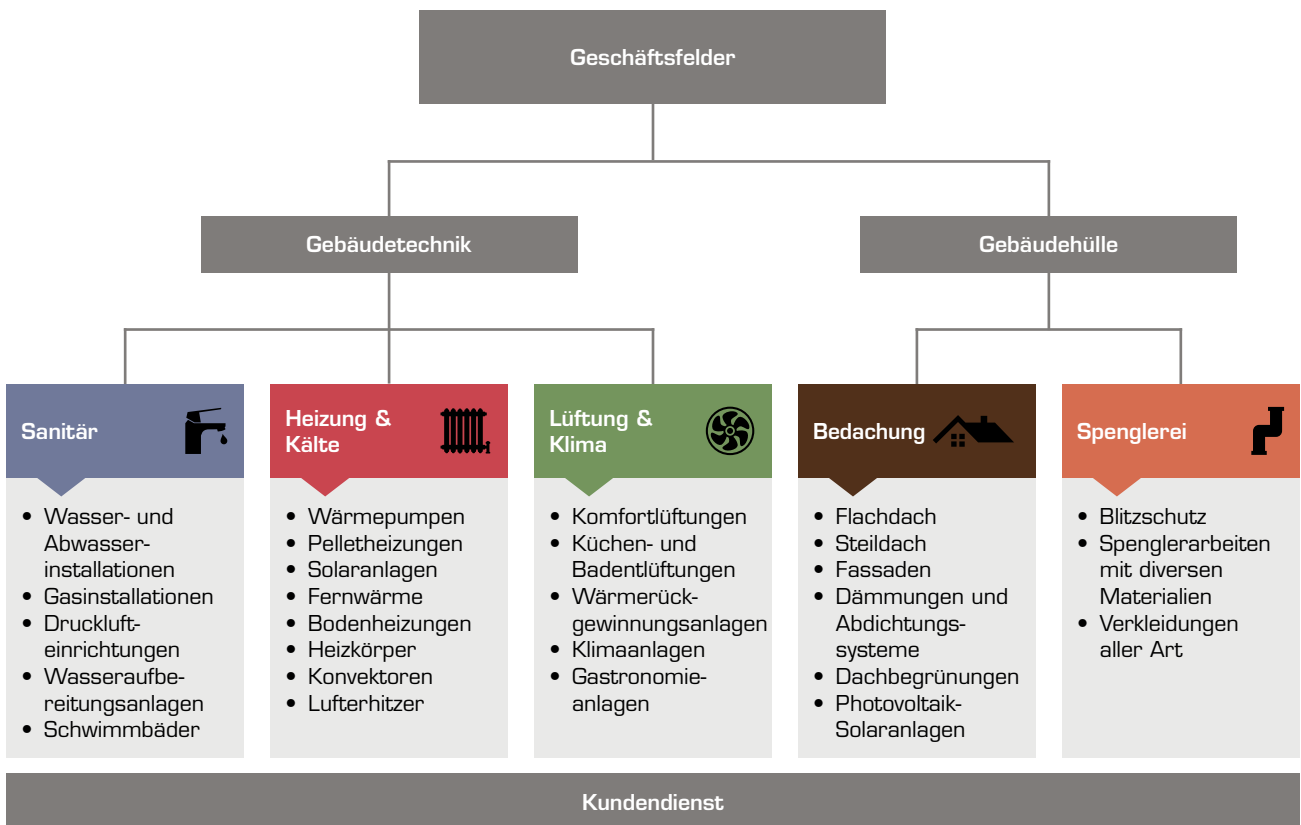 Geschäftsfelder
Gebäudetechnik
Gebäudehülle
Sanitär
• Wasser- und
Abwasser-
installationen
• Gasinstallationen
• Druckluft-
einrichtungen
• Wasseraufbe-
reitungsanlagen
• Schwimmbäder
Heizung &
Kälte
• Wärmepumpen
• Pelletheizungen
• Solaranlagen
• Fernwärme
• Bodenheizungen
• Heizkörper
• Konvektoren
• Lufterhitzer
Lüftung &
Klima
• Komfortlüftungen
• Küchen- und
Badentlüftungen
• Wärmerück-
gewinnungsanlagen
• Klimaanlagen
• Gastronomie-
anlagen
Bedachung
• Flachdach
• Steildach
• Fassaden
• Dämmungen und
Abdichtungs-
systeme
• Dachbegrünungen
• Photovoltaik-
Solaranlagen
Spenglerei
• Blitzschutz
• Spenglerarbeiten
mit diversen
Materialien
• Verkleidungen
aller Art
Kundendienst